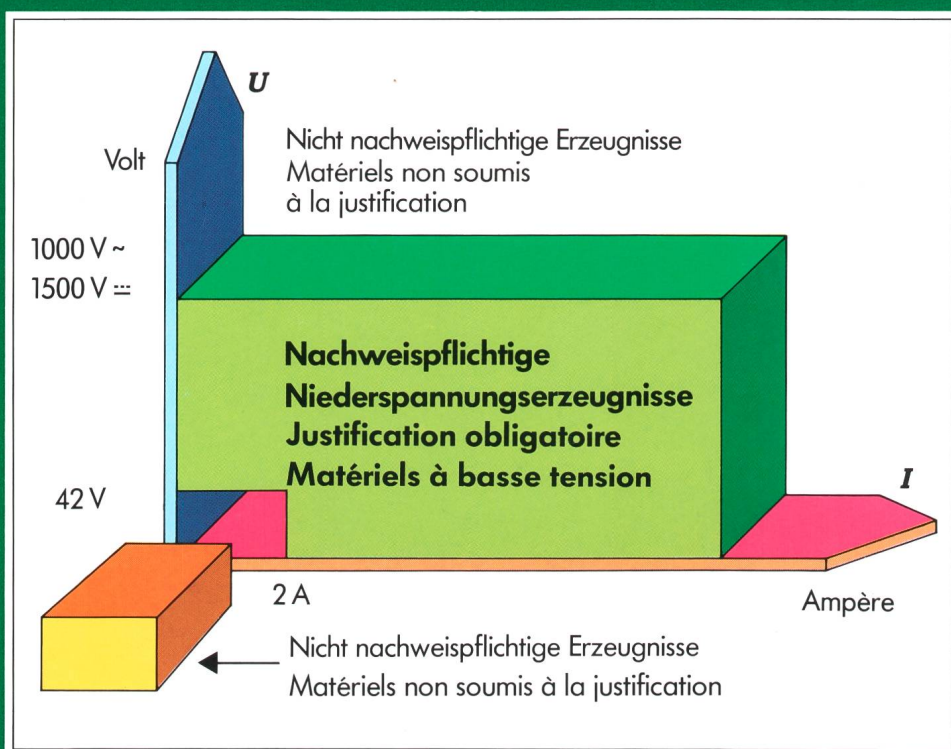 U
Volt
Nicht nachweispflichtige Erzeugnisse
Matériels non soumis
à la justification
1000 V ~
1500 V ⎓
Nachweispflichtige
Niederspannungserzeugnisse
Justification obligatoire
Matériels à basse tension
42 V
I
2 A
Ampère
Nicht nachweispflichtige Erzeugnisse
Matériels non soumis à la justification